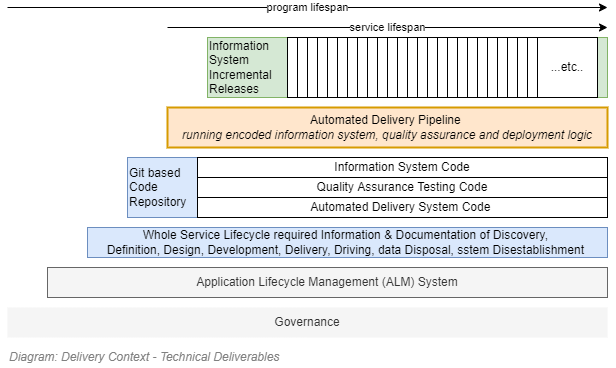 program lifespan
service lifespan
Information
System
Incremental
Releases
...etc..
Automated Delivery Pipeline
running encoded information system, quality assurance and deployment logic
Git based
Code
Repository
Information System Code
Quality Assurance Testing Code
Automated Delivery System Code
Whole Service Lifecycle required Information & Documentation of Discovery,
Definition, Design, Development, Delivery, Driving, data Disposal, sstem Disestablishment
Application Lifecycle Management (ALM) System
Governance
Diagram: Delivery Context - Technical Deliverables